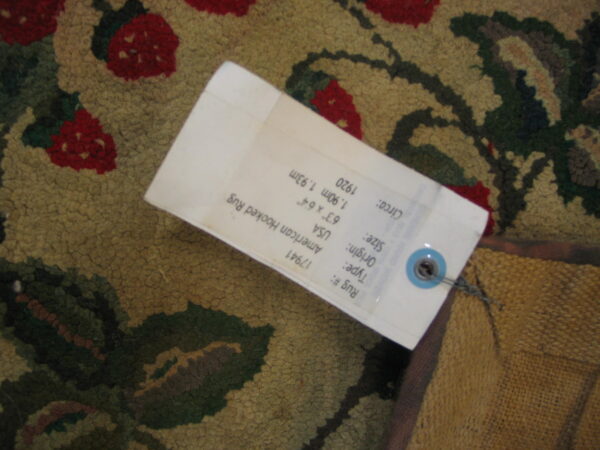 Rug #: 17941
Type: American Hooked Rug
Origin: USA
Size: 6'3" x 6'4"
1.90m 1.93m
Circa: 1920